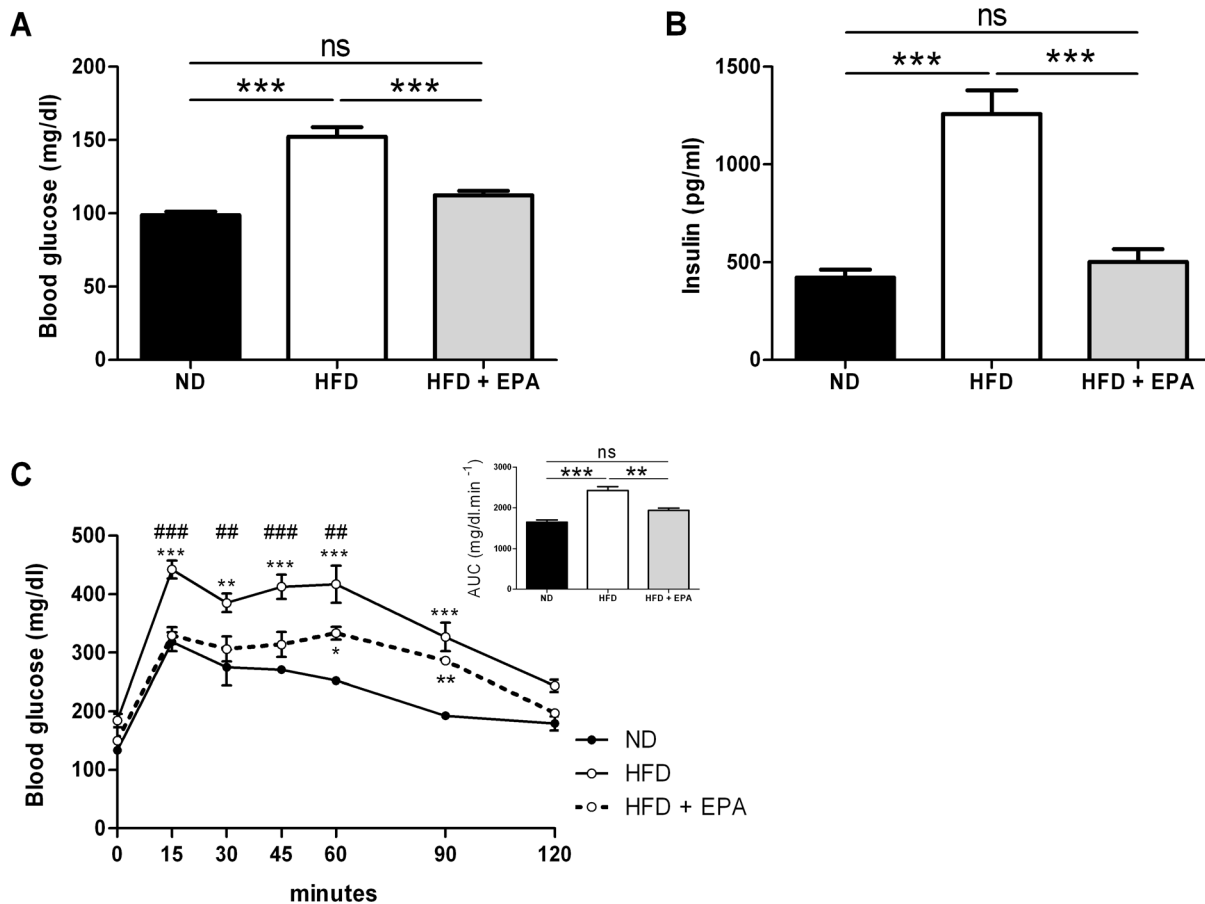 A
ns
*** ***
Blood glucose (mg/dl)
200
150
100
50
0
ND HFD HFD + EPA
B
ns
*** ***
Insulin (pg/ml)
1500
1000
500
0
ND HFD HFD + EPA
C
ns
*** **
AUC (mg/dl.min -1)
3000
2000
1000
0
ND HFD HFD + EPA
Blood glucose (mg/dl)
500
400
300
200
100
0
### ## ### ##
*** ** *** *** ***
* **
0 15 30 45 60 90 120
minutes
ND
HFD
HFD + EPA